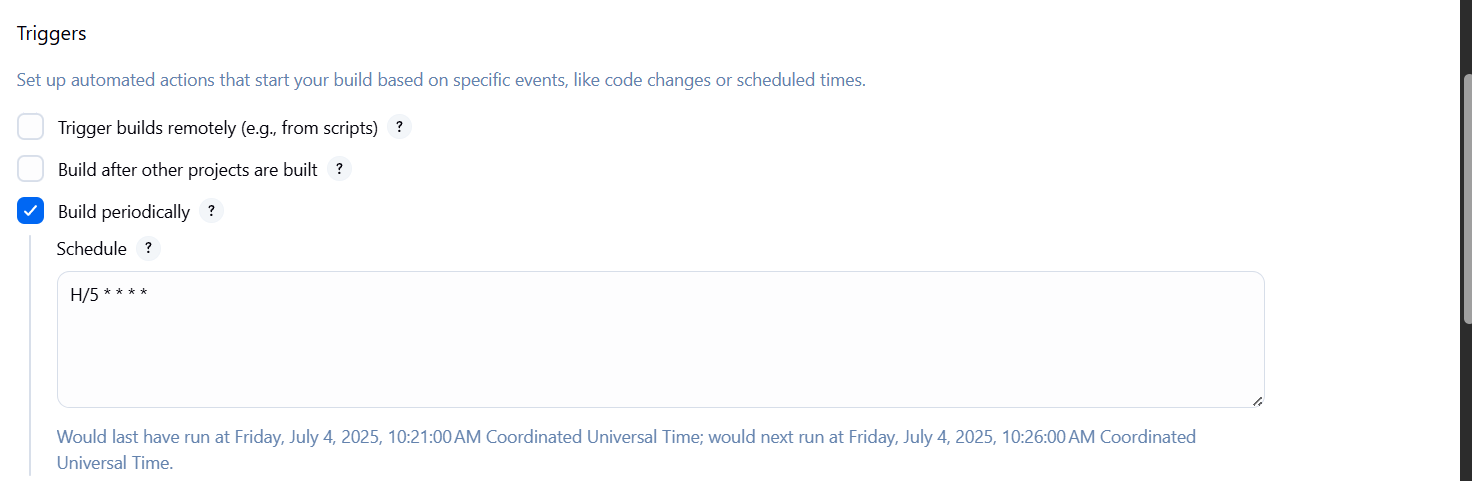 Triggers
Set up automated actions that start your build based on specific events, like code changes or scheduled times.
Trigger builds remotely (e.g., from scripts) ?
Build after other projects are built ?
Build periodically ?
Schedule ?
H/5 * * * *
Would last have run at Friday, July 4, 2025, 10:21:00 AM Coordinated Universal Time; would next run at Friday, July 4, 2025, 10:26:00 AM Coordinated
Universal Time.